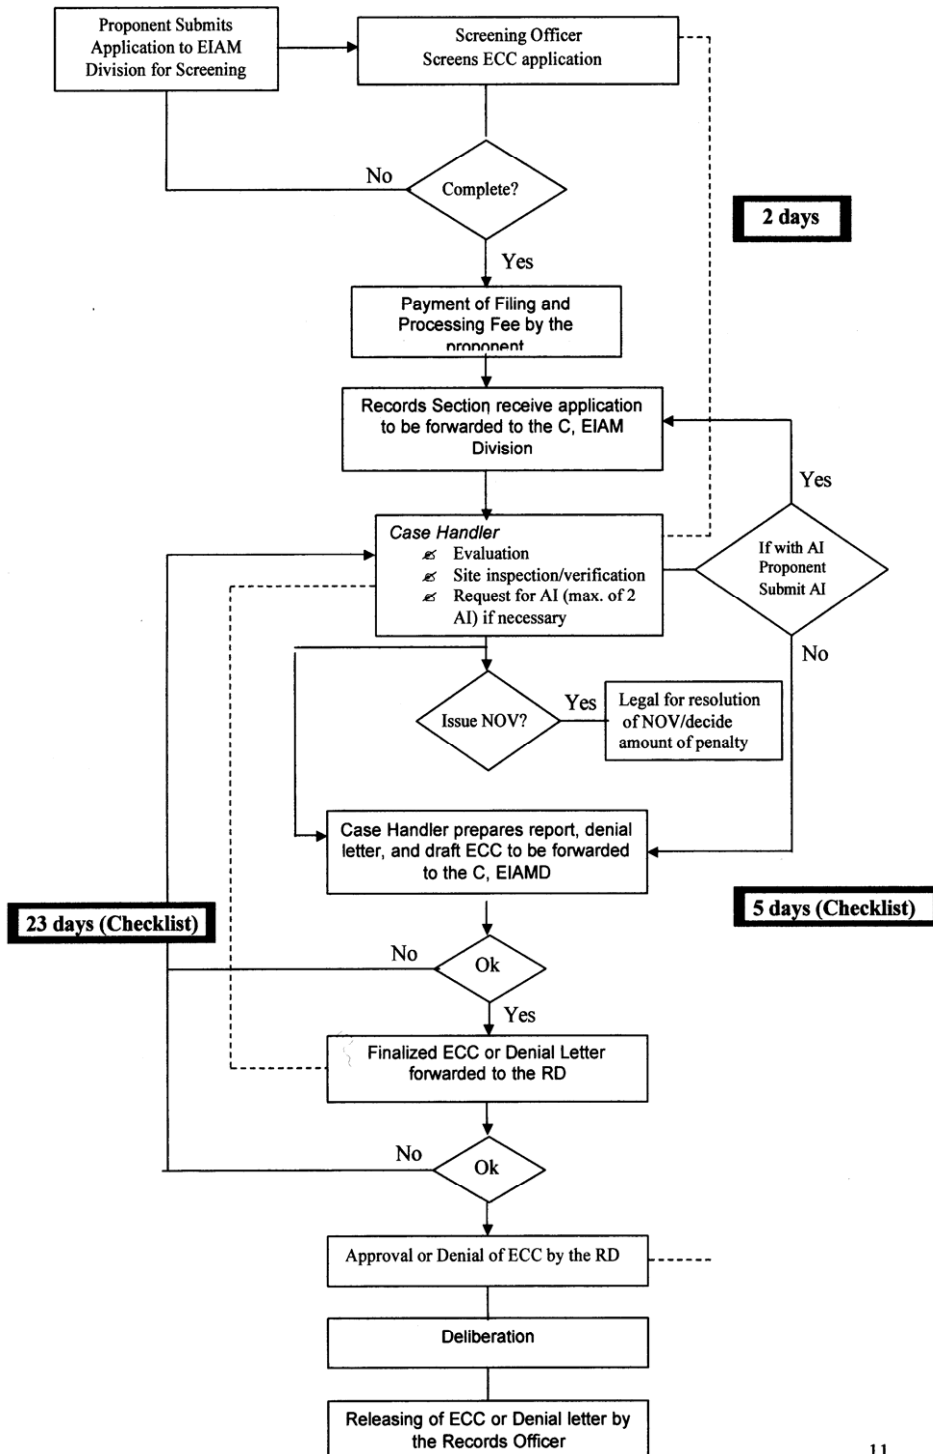 Proponent Submits
Application to EIAM
Division for Screening
Screening Officer
Screens ECC application
No
Complete?
2 days
Yes
Payment of Filing and
Processing Fee by the
proponent
Records Section receive application
to be forwarded to the C, EIAM
Division
Yes
Case Handler
Evaluation
Site inspection/verification
Request for AI (max. of 2
AI) if necessary
If with AI
Proponent
Submit AI
No
Issue NOV?
Yes
Legal for resolution
of NOV/decide
amount of penalty
Case Handler prepares report, denial
letter, and draft ECC to be forwarded
to the C, EIAMD
23 days (Checklist)
5 days (Checklist)
No
Ok
Yes
Finalized ECC or Denial Letter
forwarded to the RD
No
Ok
Approval or Denial of ECC by the RD
Deliberation
Releasing of ECC or Denial letter by
the Records Officer
11